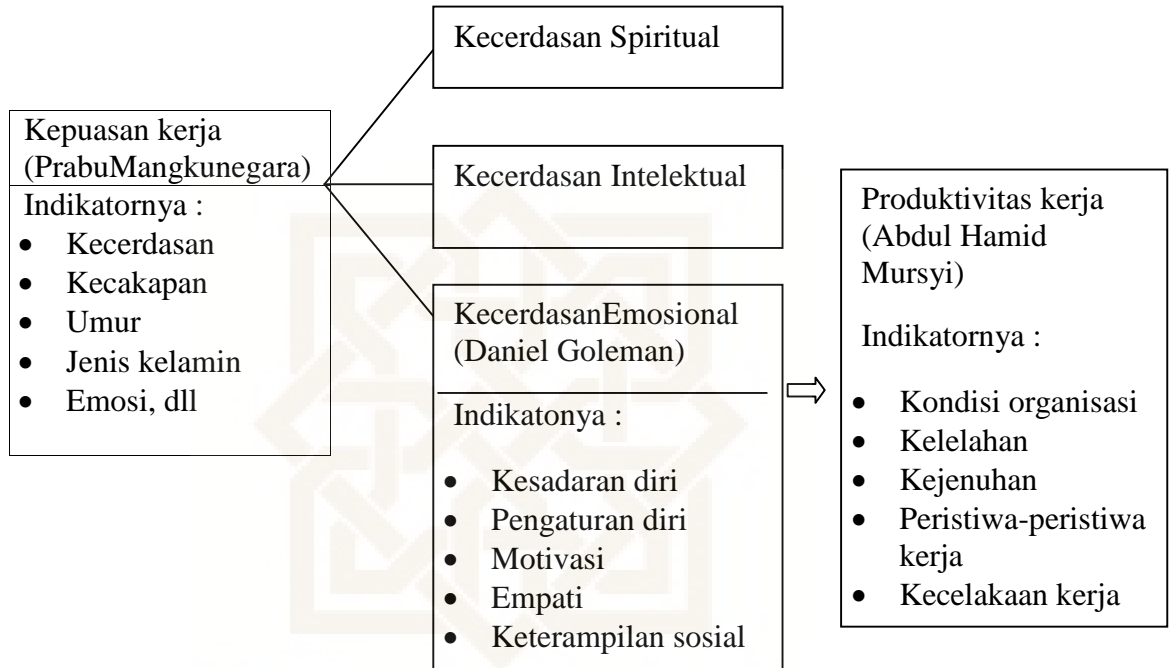 Kecerdasan Spiritual
Kepuasan kerja
(PrabuMangkunegara)
Indikatornya :
• Kecerdasan
• Kecakapan
• Umur
• Jenis kelamin
• Emosi, dll
Kecerdasan Intelektual
KecerdasanEmosional
(Daniel Goleman)
Indikatonya :
• Kesadaran diri
• Pengaturan diri
• Motivasi
• Empati
• Keterampilan sosial
Produktivitas kerja
(Abdul Hamid
Mursyi)
Indikatornya :
• Kondisi organisasi
• Kelelahan
• Kejenuhan
• Peristiwa-peristiwa
kerja
• Kecelakaan kerja